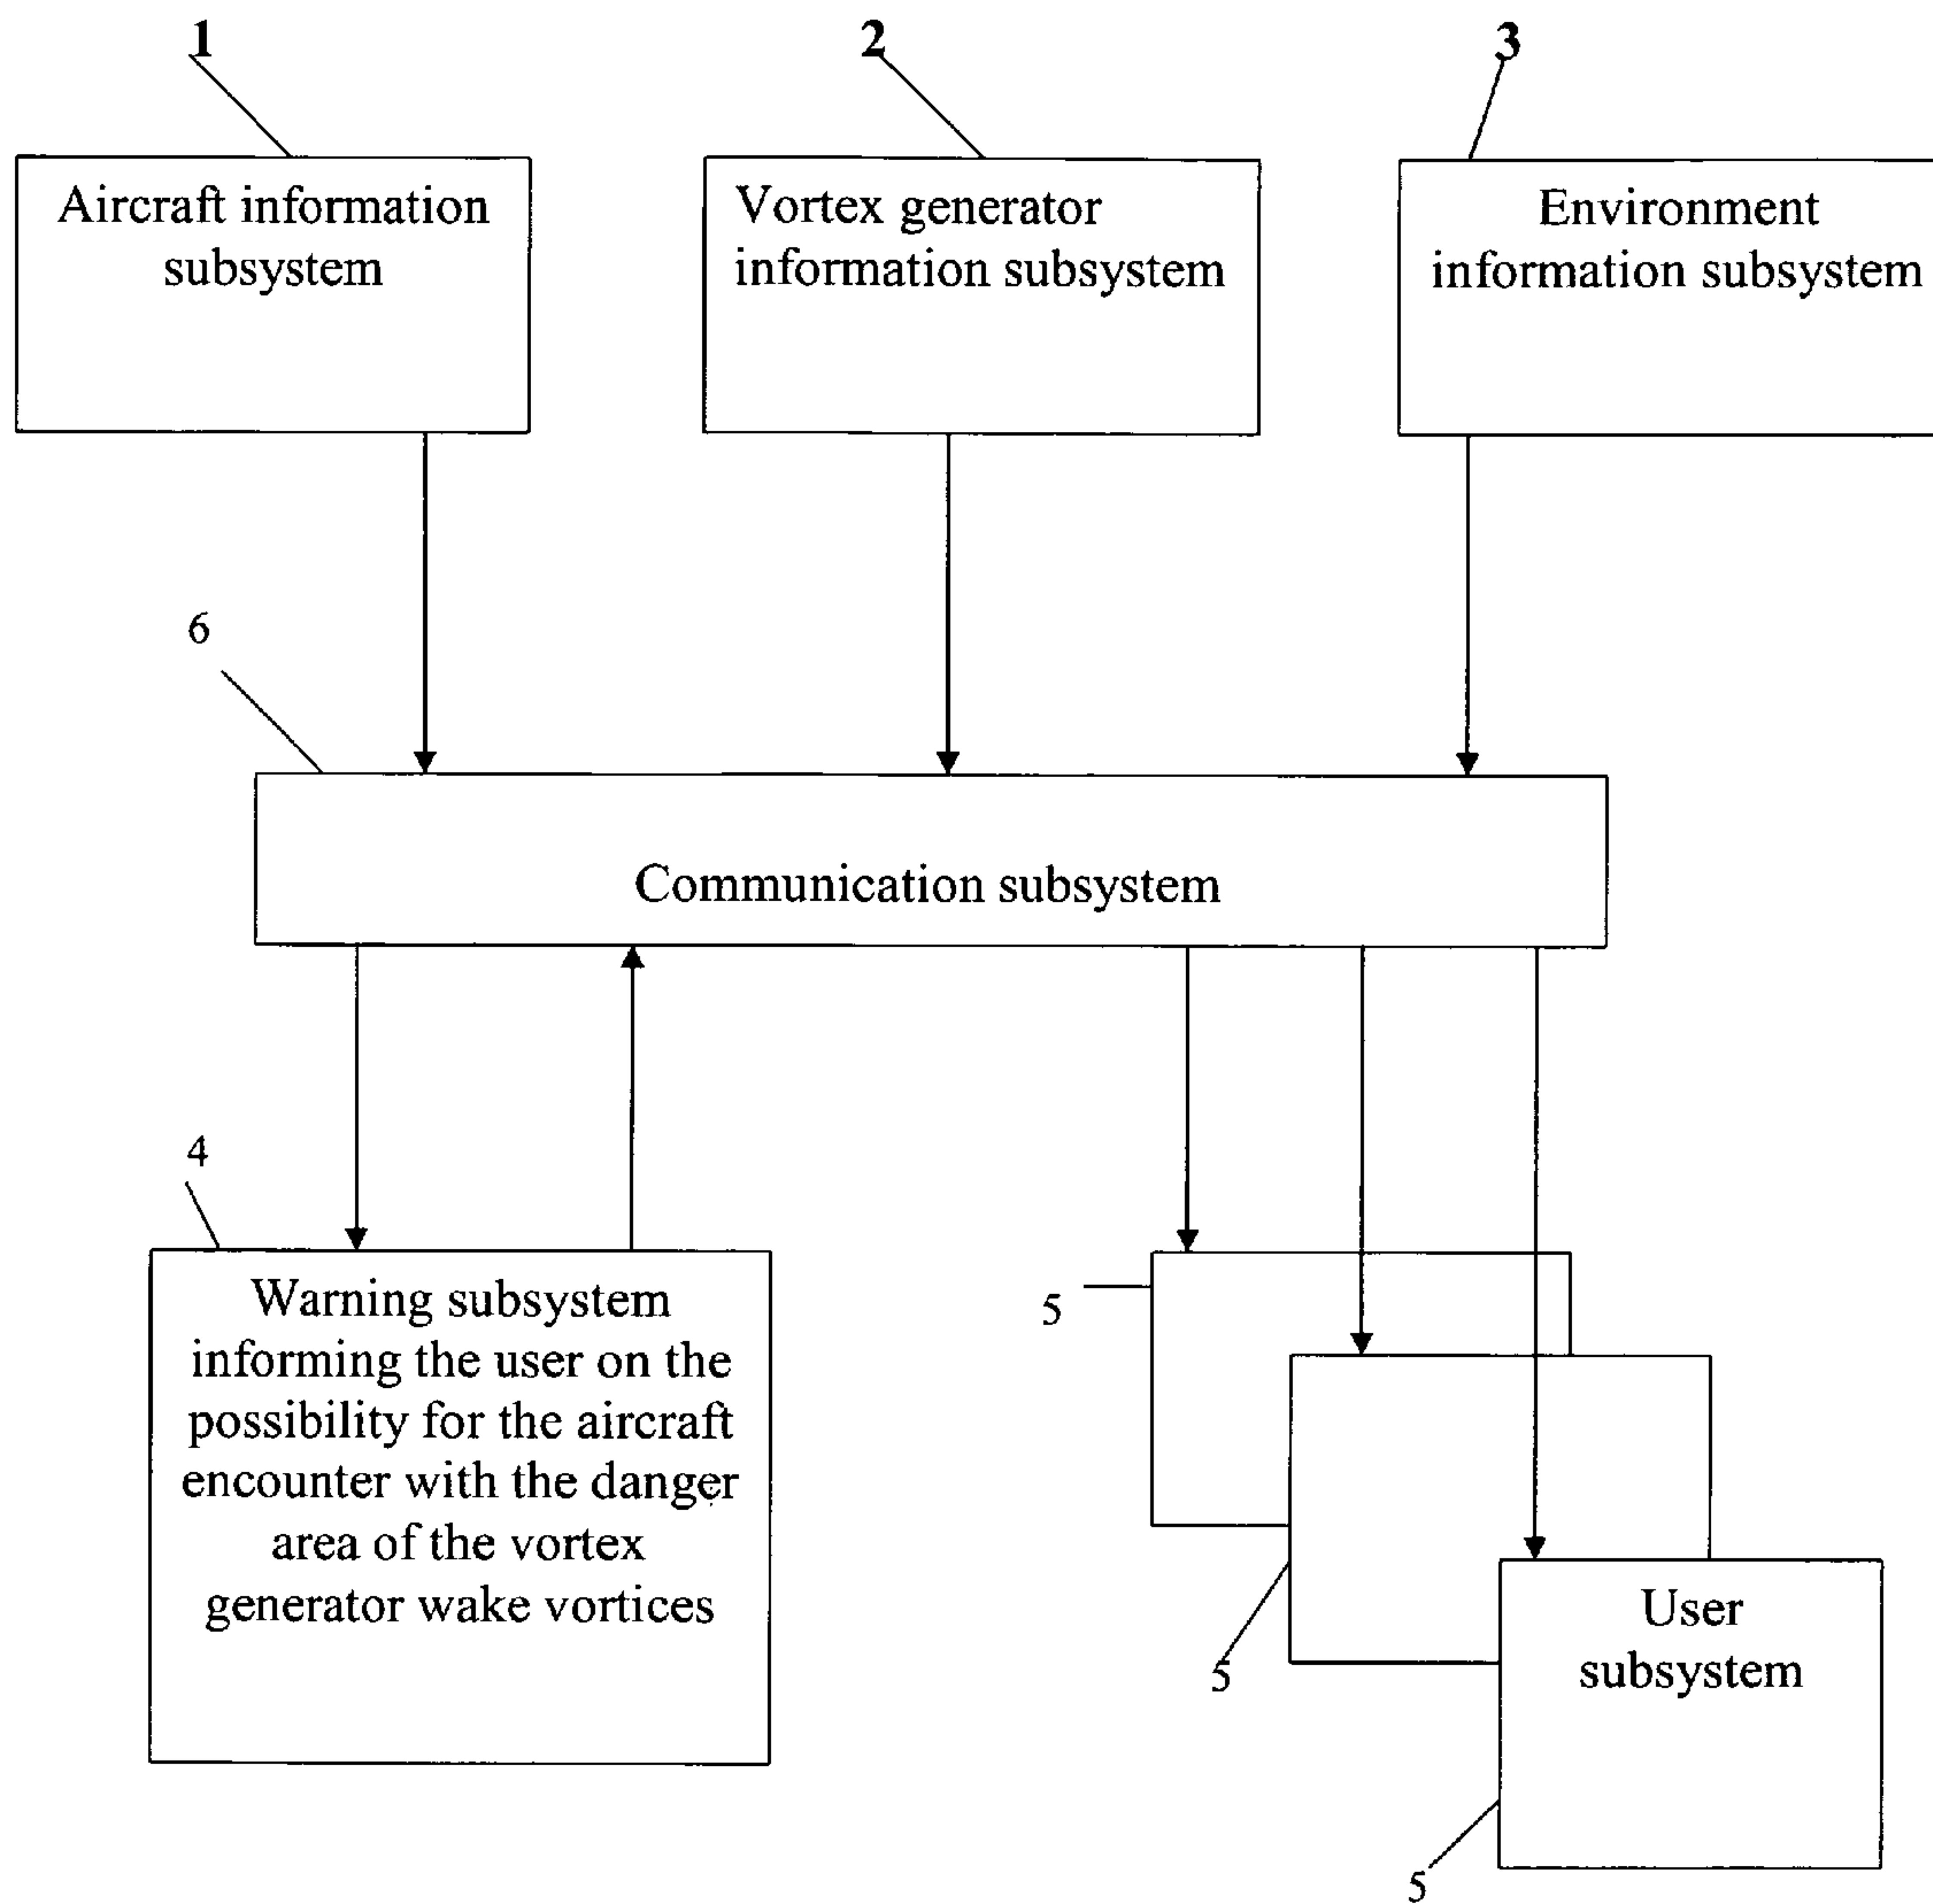 1
2
3
Aircraft information
subsystem
Vortex generator
information subsystem
Environment
information subsystem
6
Communication subsystem
4
Warning subsystem
informing the user on the
possibility for the aircraft
encounter with the danger
area of the vortex
generator wake vortices
5
5
User
subsystem
5